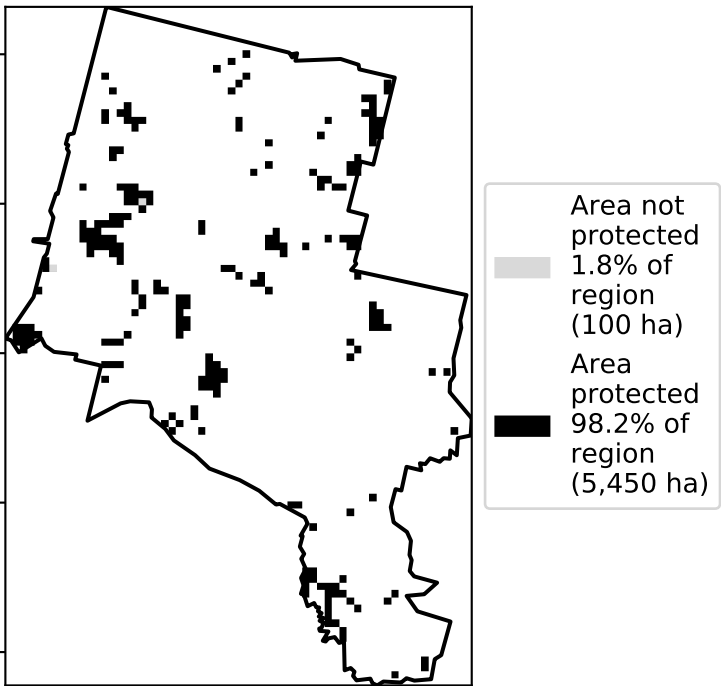 Area not
protected
1.8% of
region
(100 ha)
Area
protected
98.2% of
region
(5,450 ha)